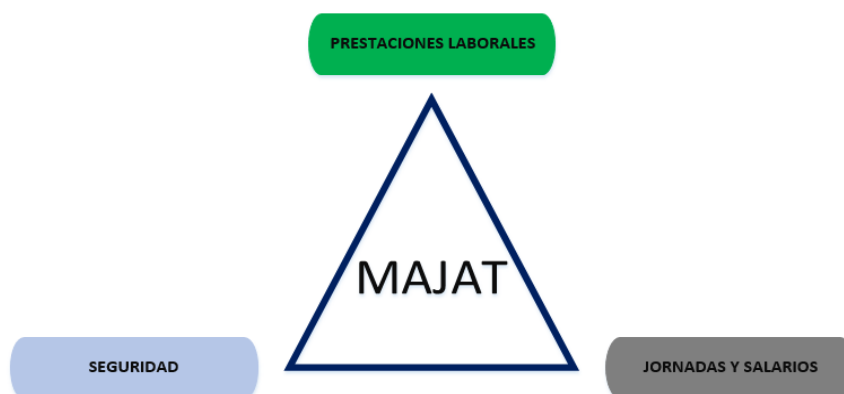 PRESTACIONES LABORALES
MAJAT
SEGURIDAD
JORNADAS Y SALARIOS